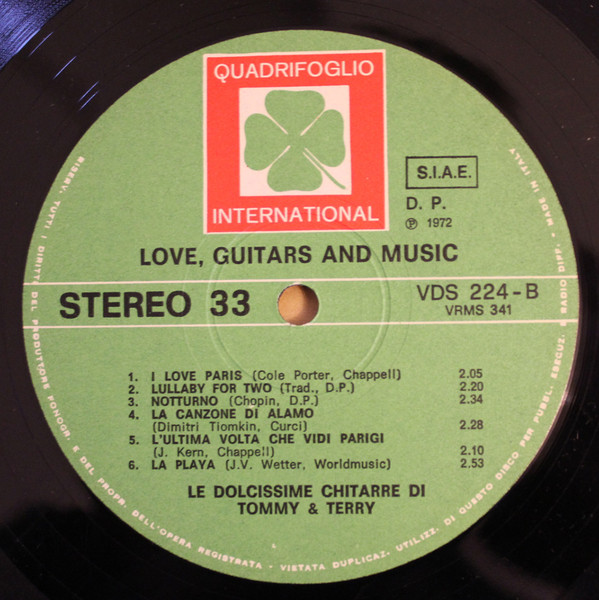 QUADRIFOGLIO
INTERNATIONAL
S.I.A.E.
D. P.
Ⓟ 1972
LOVE, GUITARS AND MUSIC
STEREO 33
VDS 224-B
VRMS 341
1. I LOVE PARIS (Cole Porter, Chappell) 2.05
2. LULLABY FOR TWO (Trad., D.P.) 2.20
3. NOTTURNO (Chopin, D.P.) 2.34
4. LA CANZONE DI ALAMO
(Dimitri Tiomkin, Curci) 2.28
5. L'ULTIMA VOLTA CHE VIDI PARIGI
(J. Kern, Chappell) 2.10
6. LA PLAYA (J.V. Wetter, Worldmusic) 2.53
LE DOLCISSIME CHITARRE DI
TOMMY & TERRY
RISERV. TUTTI I DIRITTI DEL PRODUTTORE FONOGR. E DEL PROPR. DELL'OPERA REGISTRATA - VIETATA DUPLICAZ. UTILIZZ. DI QUESTO DISCO PER PUBBL. ESECUZ. E RADIO DIFF. - MADE IN ITALY